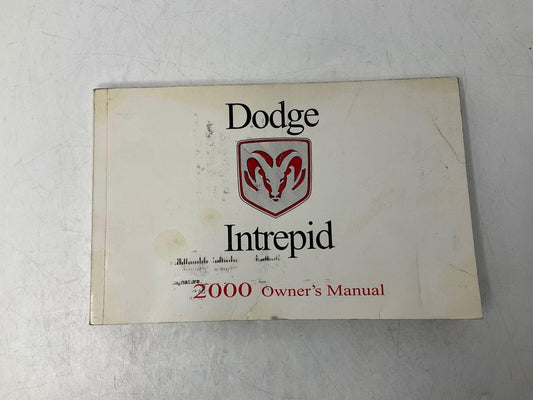 Dodge
Intrepid
2000 Owner's Manual